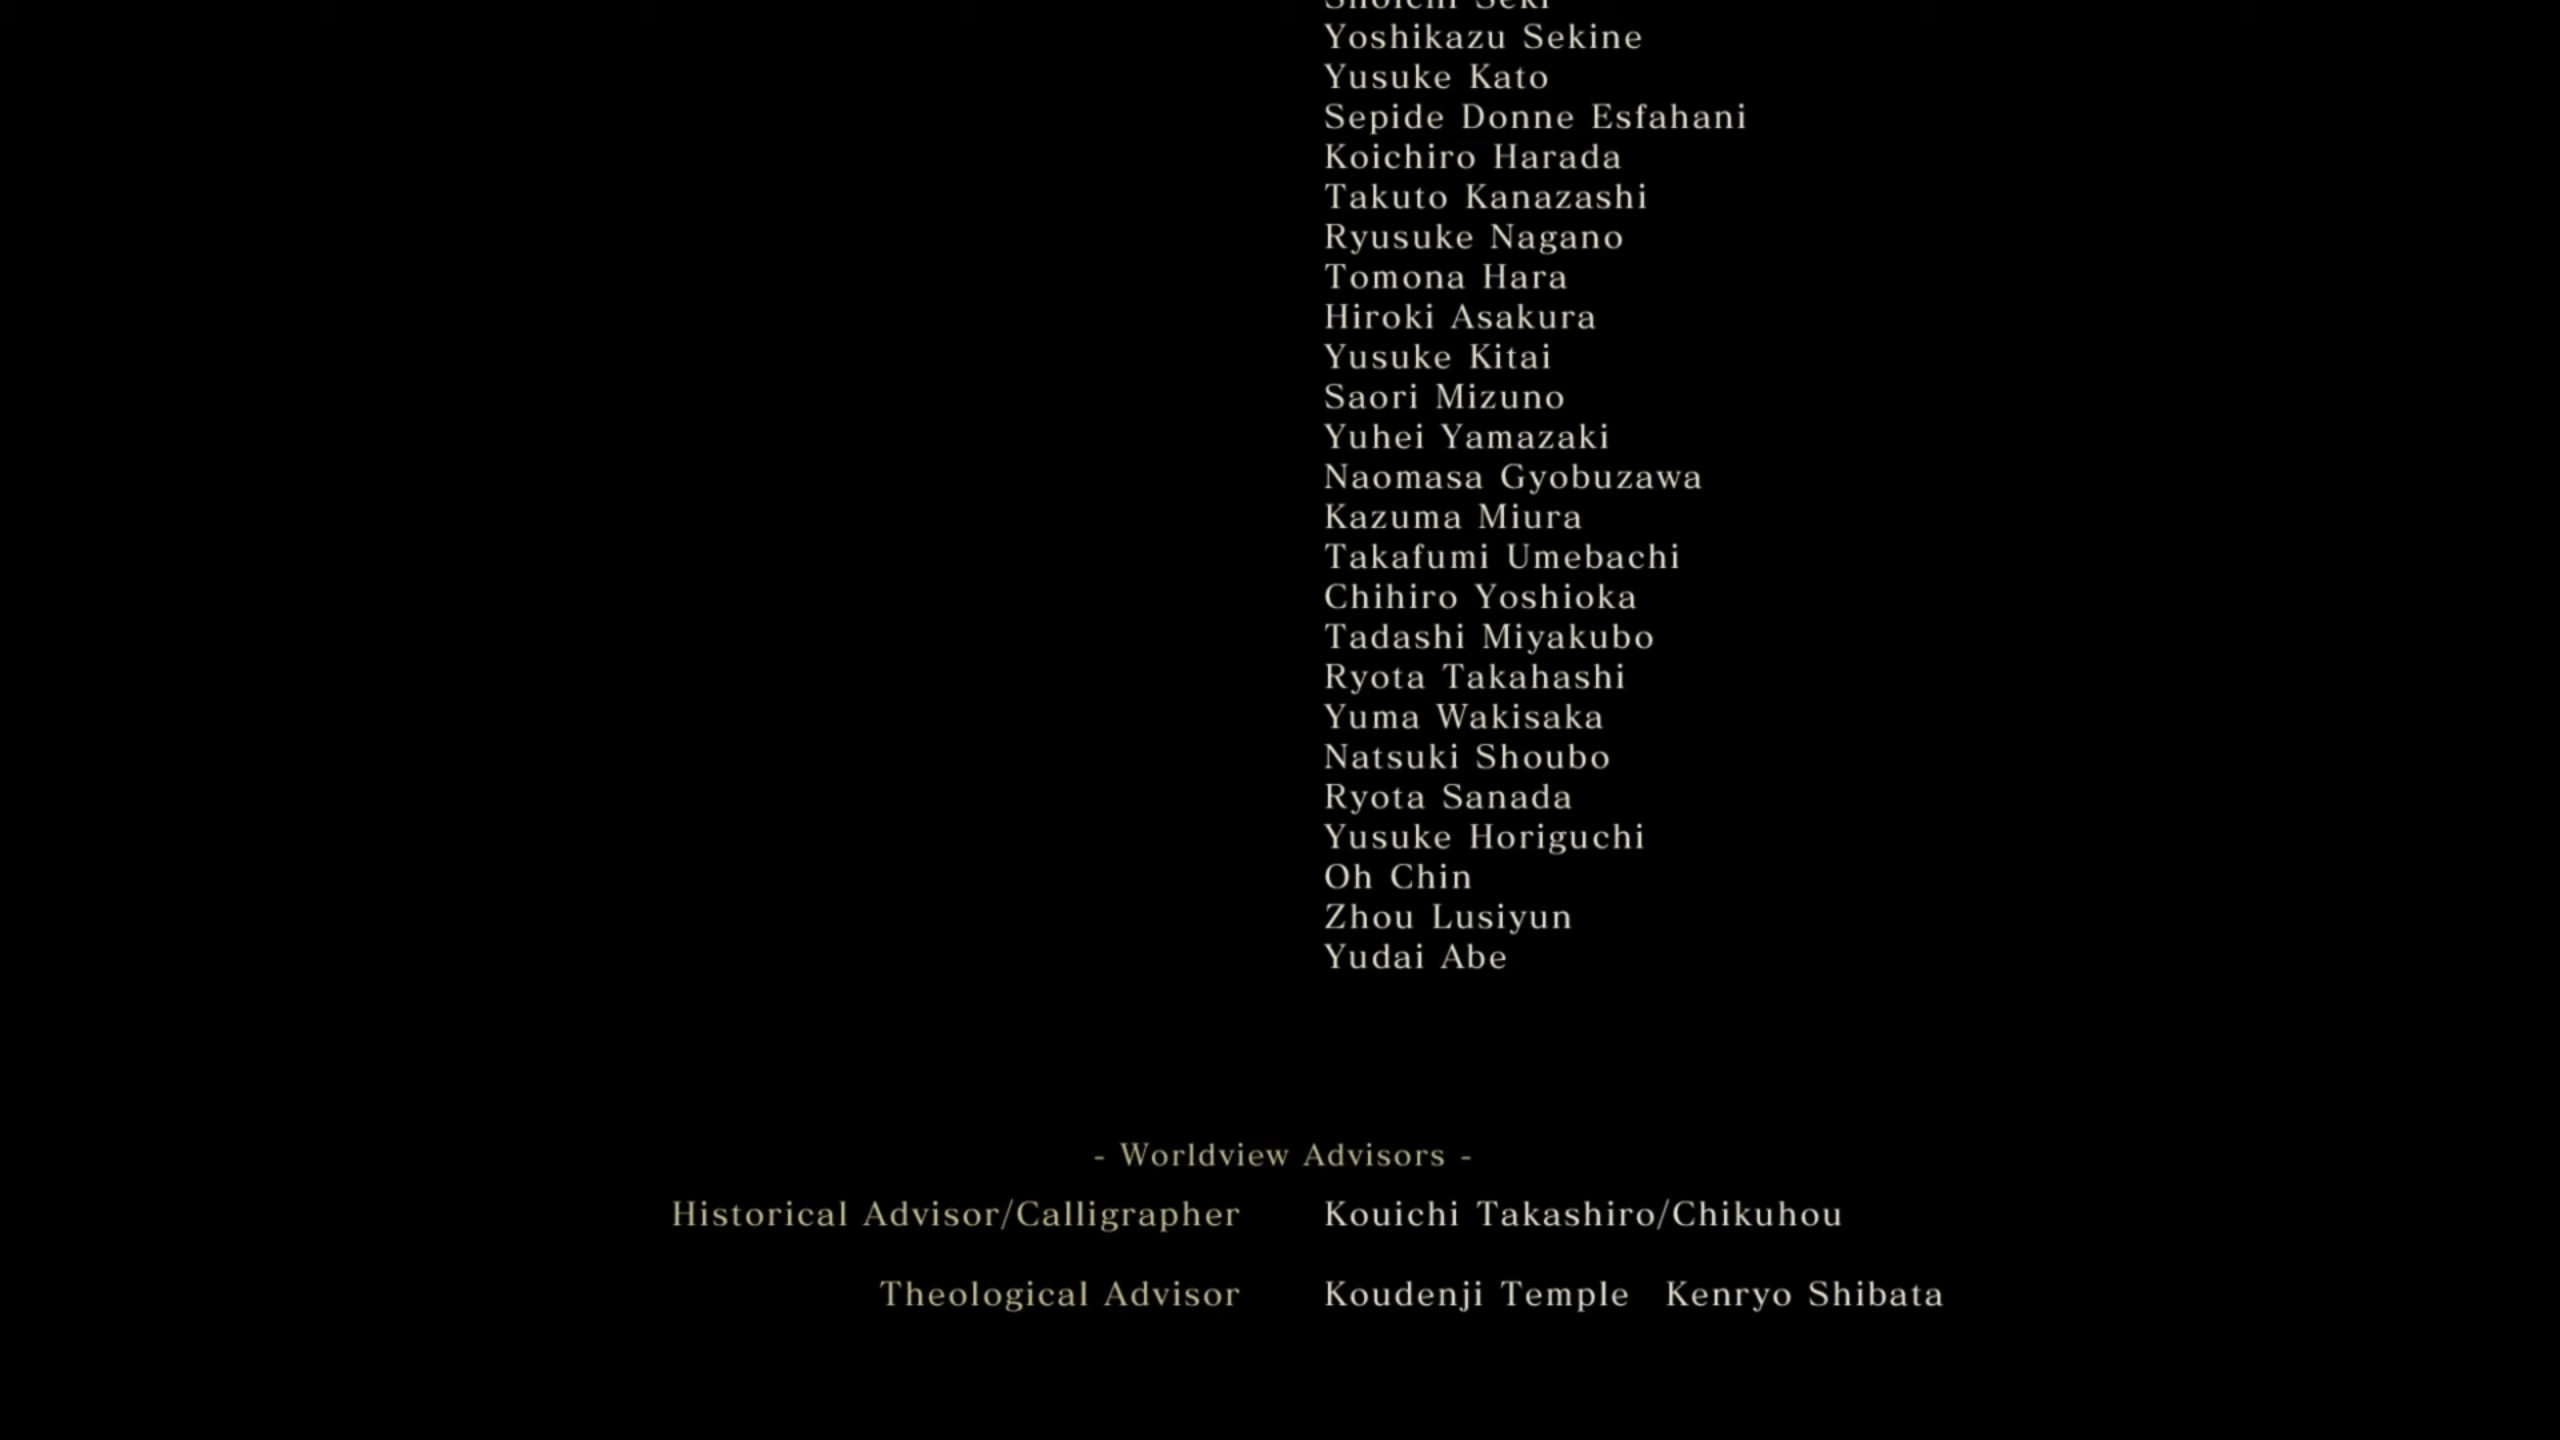 Shoichi Seki
Yoshikazu Sekine
Yusuke Kato
Sepide Donne Esfahani
Koichiro Harada
Takuto Kanazashi
Ryusuke Nagano
Tomona Hara
Hiroki Asakura
Yusuke Kitai
Saori Mizuno
Yuhei Yamazaki
Naomasa Gyobuzawa
Kazuma Miura
Takafumi Umebachi
Chihiro Yoshioka
Tadashi Miyakubo
Ryota Takahashi
Yuma Wakisaka
Natsuki Shoubo
Ryota Sanada
Yusuke Horiguchi
Oh Chin
Zhou Lusiyun
Yudai Abe
- Worldview Advisors -
Historical Advisor/Calligrapher Kouichi Takashiro/Chikuhou
Theological Advisor Koudenji Temple Kenryo Shibata